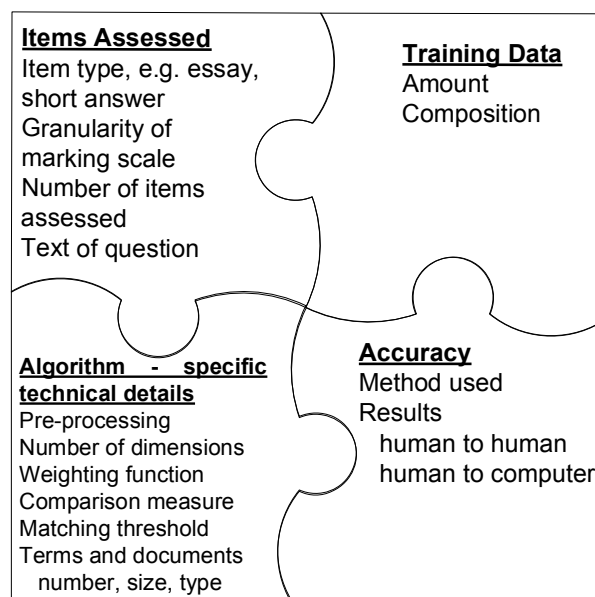 Items Assessed
Item type, e.g. essay,
short answer
Granularity of
marking scale
Number of items
assessed
Text of question
Training Data
Amount
Composition
Algorithm - specific
technical details
Pre-processing
Number of dimensions
Weighting function
Comparison measure
Matching threshold
Terms and documents
number, size, type
Accuracy
Method used
Results
human to human
human to computer